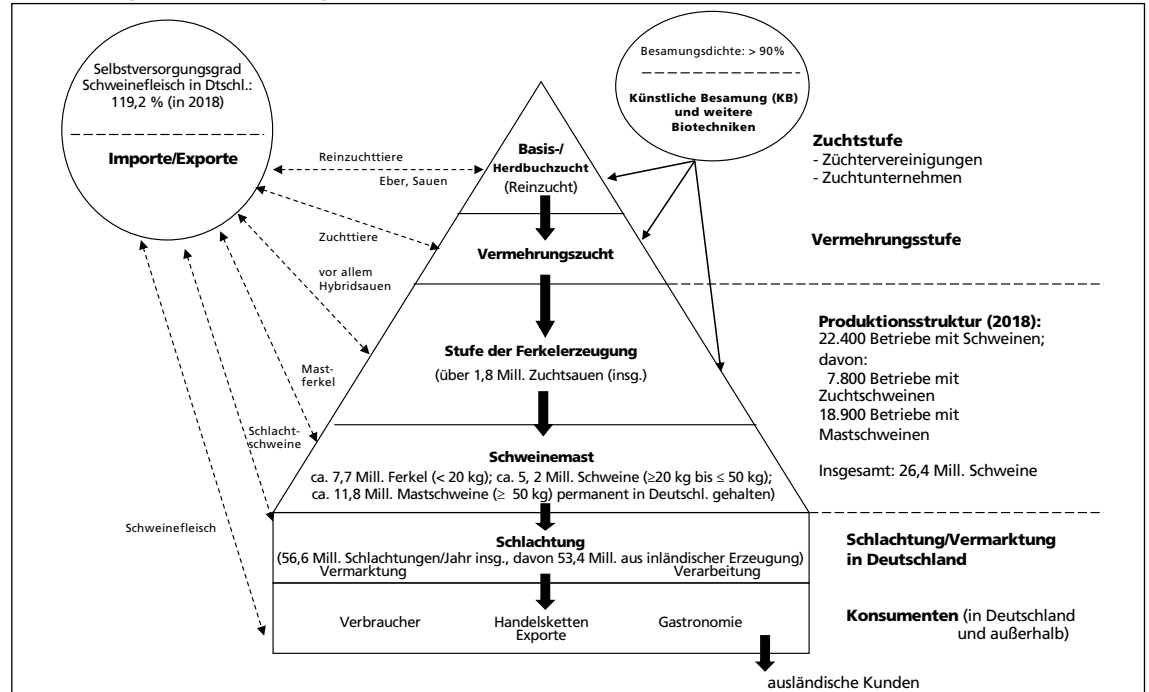 Selbstversorgungsgrad
Schweinefleisch in Dtschl.:
119,2 % (in 2018)
Importe/Exporte
Besamungsdichte: > 90%
Künstliche Besamung (KB)
und weitere
Biotechniken
Reinzuchttiere
Eber, Sauen
Zuchttiere
vor allem
Hybridsauen
Mast-
ferkel
Schlacht-
schweine
Schweinefleisch
Basis-/
Herdbuchzucht
(Reinzucht)
Vermehrungszucht
Stufe der Ferkelerzeugung
(über 1,8 Mill. Zuchtsauen (insg.)
Schweinemast
ca. 7,7 Mill. Ferkel (< 20 kg); ca. 5, 2 Mill. Schweine (≥20 kg bis ≤ 50 kg);
ca. 11,8 Mill. Mastschweine (≥ 50 kg) permanent in Deutschl. gehalten)
Schlachtung
(56,6 Mill. Schlachtungen/Jahr insg., davon 53,4 Mill. aus inländischer Erzeugung)
Vermarktung Verarbeitung
Verbraucher Handelsketten Gastronomie
Exporte
ausländische Kunden
Zuchtstufe
- Züchtervereinigungen
- Zuchtunternehmen
Vermehrungsstufe
Produktionsstruktur (2018):
22.400 Betriebe mit Schweinen;
davon:
7.800 Betriebe mit
Zuchtschweinen
18.900 Betriebe mit
Mastschweinen
Insgesamt: 26,4 Mill. Schweine
Schlachtung/Vermarktung
in Deutschland
Konsumenten (in Deutschland
und außerhalb)